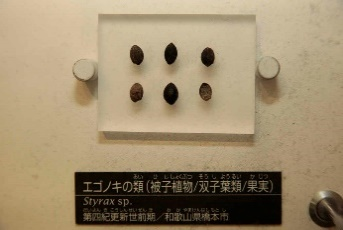 エゴノキの類(被子植物/双子葉類/果実)
Styrax sp.
第四紀更新世前期/和歌山県橋本市